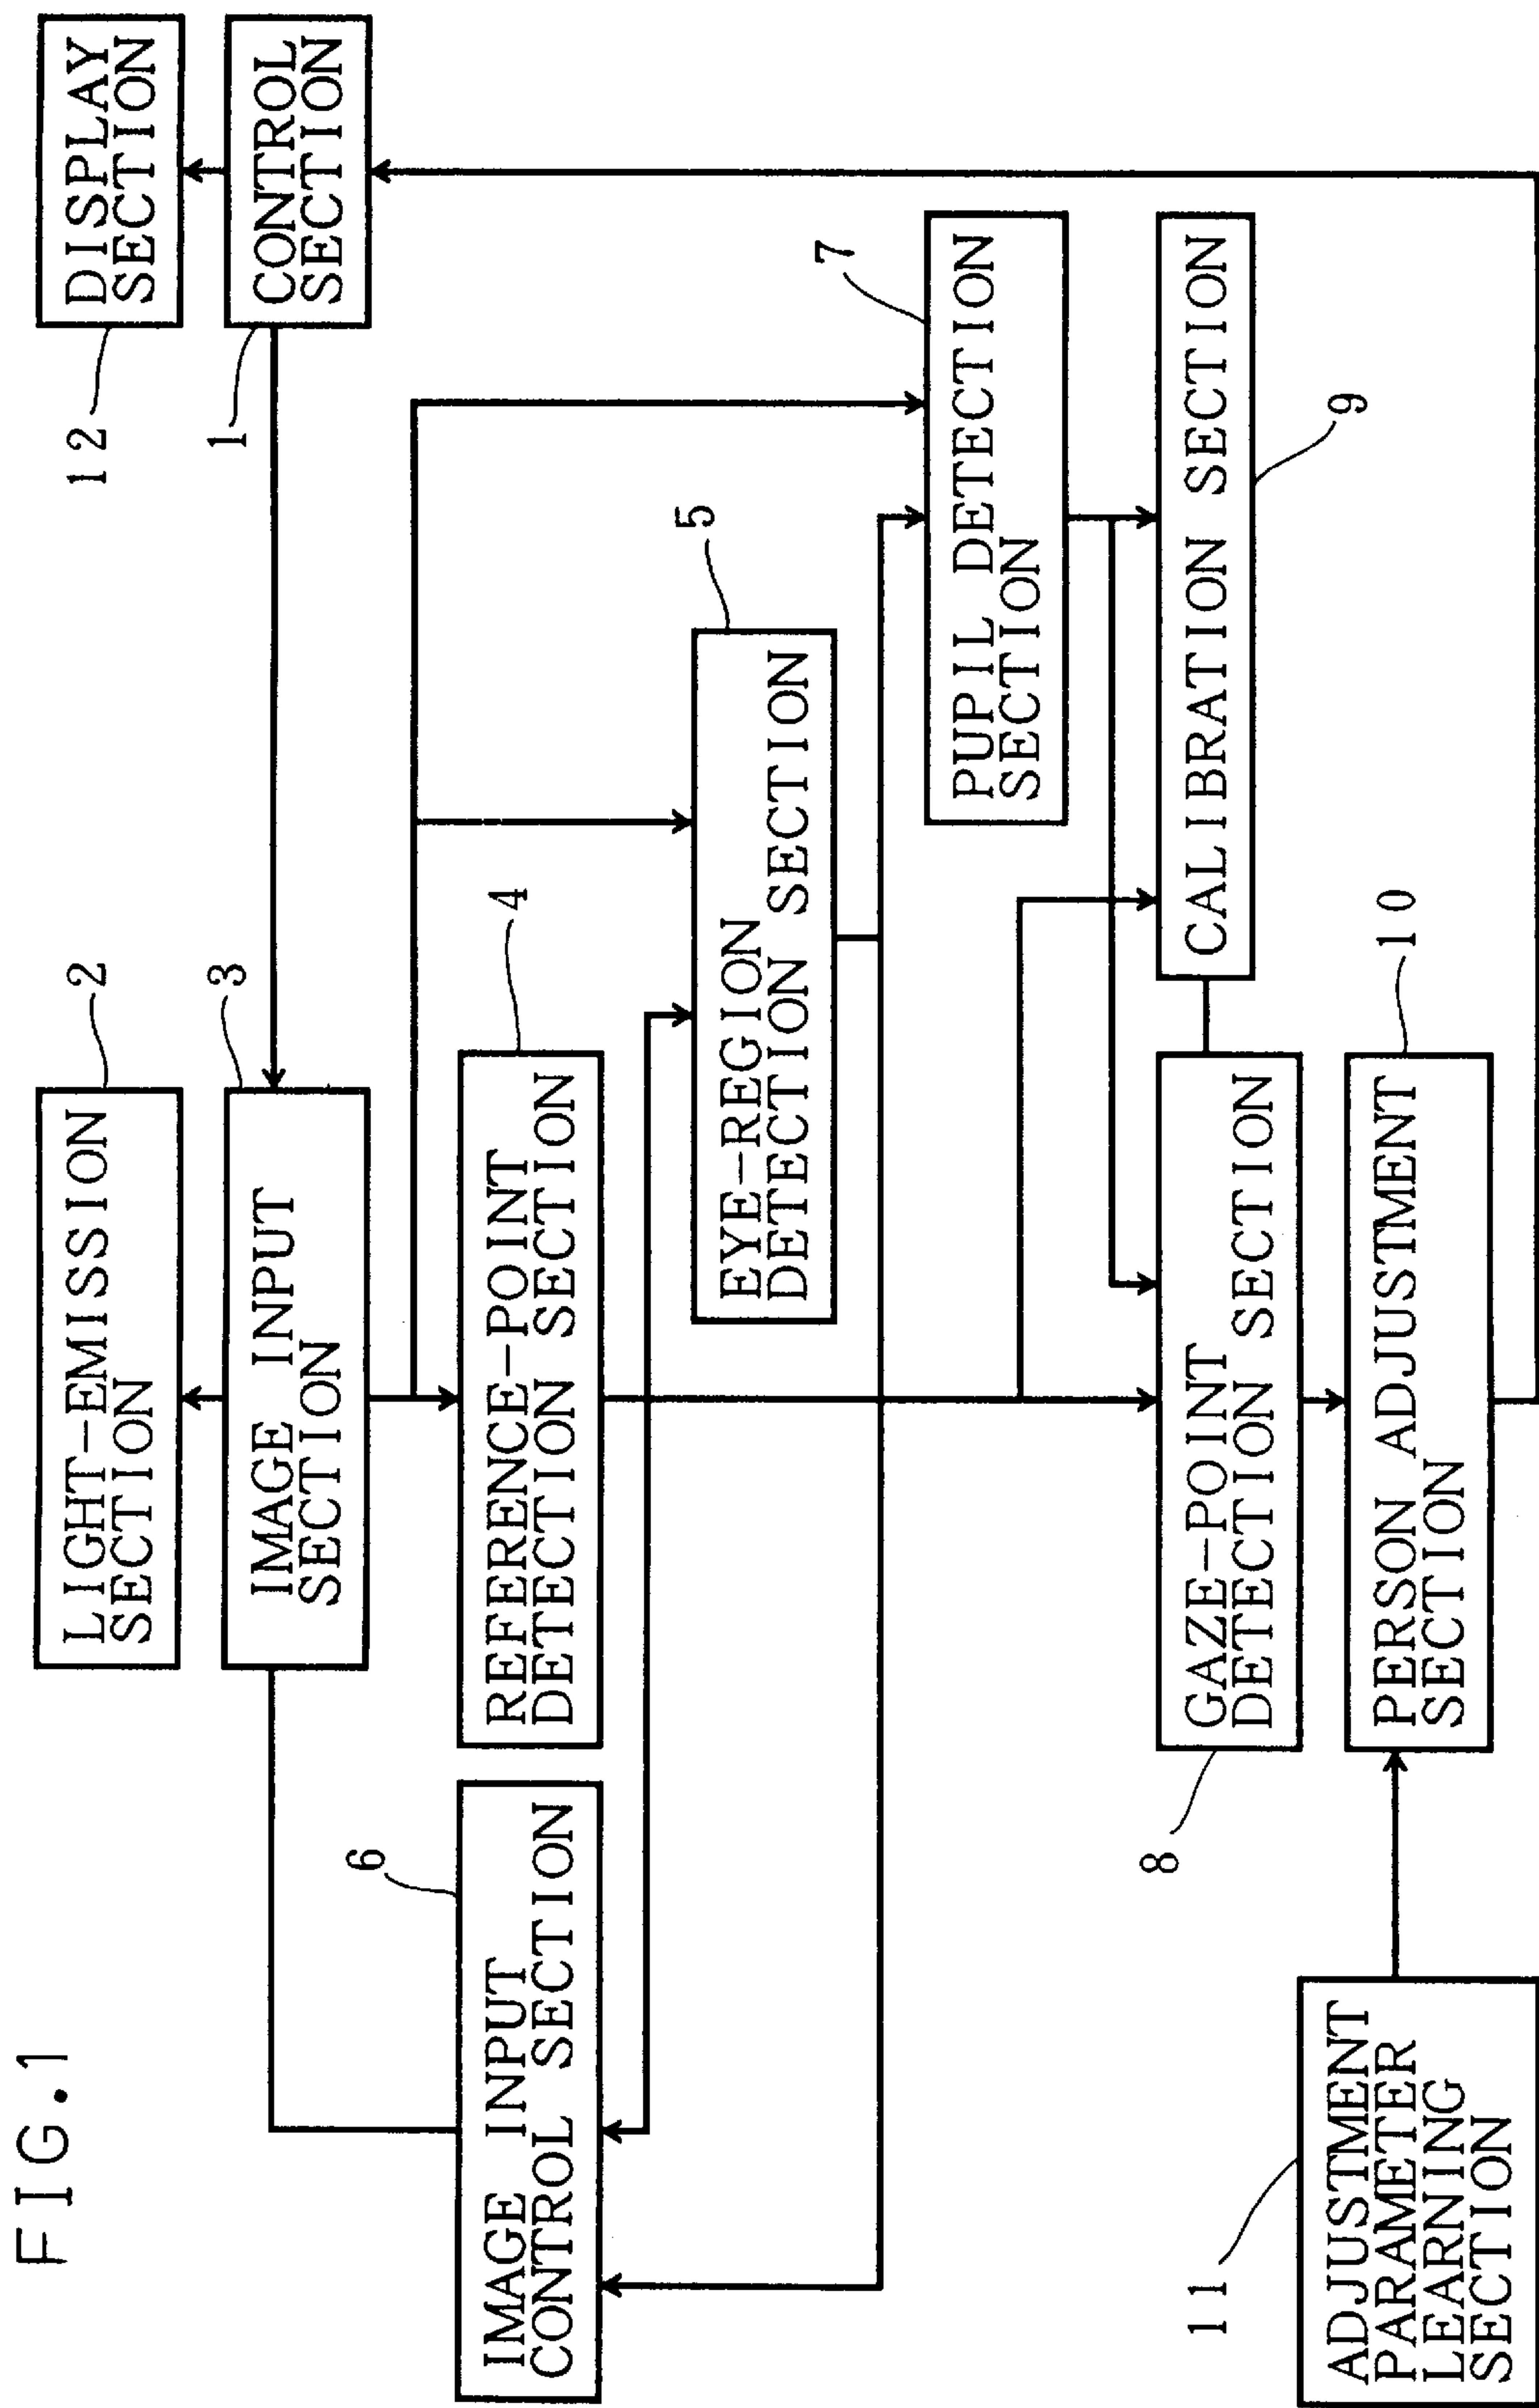 FIG.1
LIGHT-EMISSION
SECTION
2
DISPLAY
SECTION
12
IMAGE INPUT
SECTION
3
CONTROL
SECTION
1
6
IMAGE INPUT
CONTROL SECTION
REFERENCE-POINT
DETECTION SECTION
4
EYE-REGION
DETECTION SECTION
5
PUPIL DETECTION
SECTION
7
GAZE-POINT
DETECTION SECTION
8
CALIBRATION SECTION
9
11
ADJUSTMENT
PARAMETER
LEARNING
SECTION
PERSON ADJUSTMENT
SECTION
10